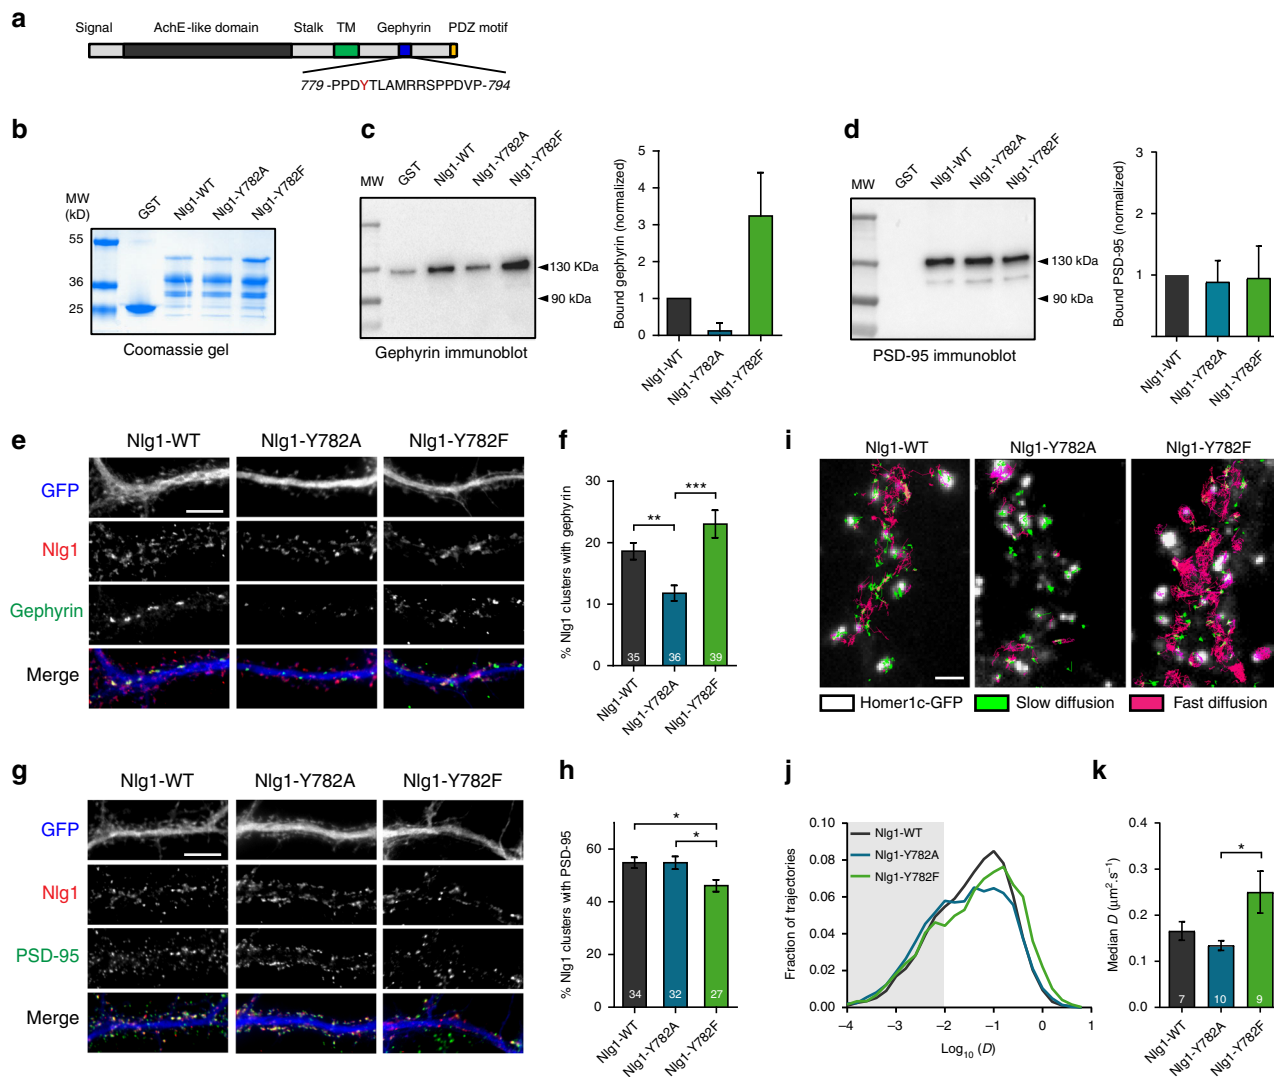 a
Signal AchE-like domain Stalk TM Gephyrin PDZ motif
779 -PPDYTLAMRRSPPDVP-794
b
MW
(kD)
GST
Nlg1-WT
Nlg1-Y782A
Nlg1-Y782F
55
36
25
Coomassie gel
c
MW
GST
Nlg1-WT
Nlg1-Y782A
Nlg1-Y782F
130 KDa
90 kDa
Gephyrin immunoblot
Bound gephyrin (normalized)
5
4
3
2
1
0
Nlg1-WT
Nlg1-Y782A
Nlg1-Y782F
d
MW
GST
Nlg1-WT
Nlg1-Y782A
Nlg1-Y782F
130 kDa
90 kDa
PSD-95 immunoblot
Bound PSD-95 (normalized)
3
2
1
0
Nlg1-WT
Nlg1-Y782A
Nlg1-Y782F
e
Nlg1-WT Nlg1-Y782A Nlg1-Y782F
GFP
Nlg1
Gephyrin
Merge
f
% Nlg1 clusters with gephyrin
30
20
10
0
** ***
35 36 39
Nlg1-WT
Nlg1-Y782A
Nlg1-Y782F
g
Nlg1-WT Nlg1-Y782A Nlg1-Y782F
GFP
Nlg1
PSD-95
Merge
h
% Nlg1 clusters with PSD-95
60
40
20
0
*
*
34 32 27
Nlg1-WT
Nlg1-Y782A
Nlg1-Y782F
i
Nlg1-WT Nlg1-Y782A Nlg1-Y782F
Homer1c-GFP Slow diffusion Fast diffusion
j
Fraction of trajectories
0.10
0.08
0.06
0.04
0.02
0.00
Nlg1-WT
Nlg1-Y782A
Nlg1-Y782F
−4 −3 −2 −1 0 1
Log10 (D)
k
Median D (μm2.s−1)
0.4
0.3
0.2
0.1
0.0
*
7 10 9
Nlg1-WT
Nlg1-Y782A
Nlg1-Y782F